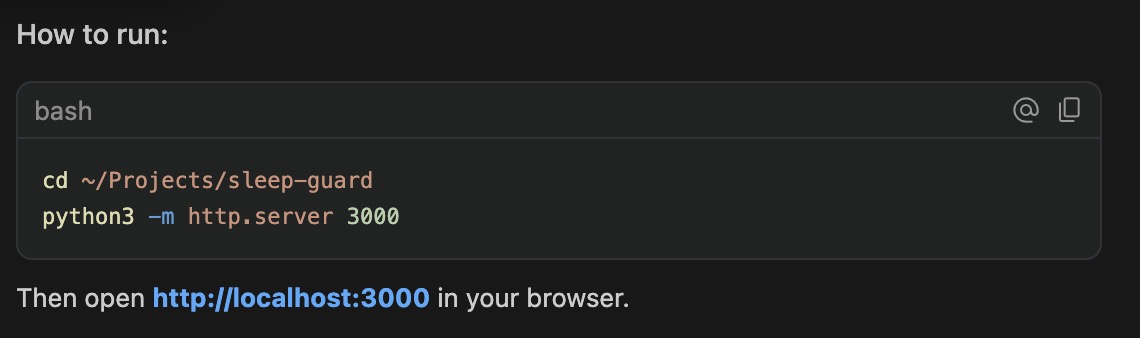 How to run:
bash
cd ~/Projects/sleep-guard
python3 -m http.server 3000
Then open http://localhost:3000 in your browser.